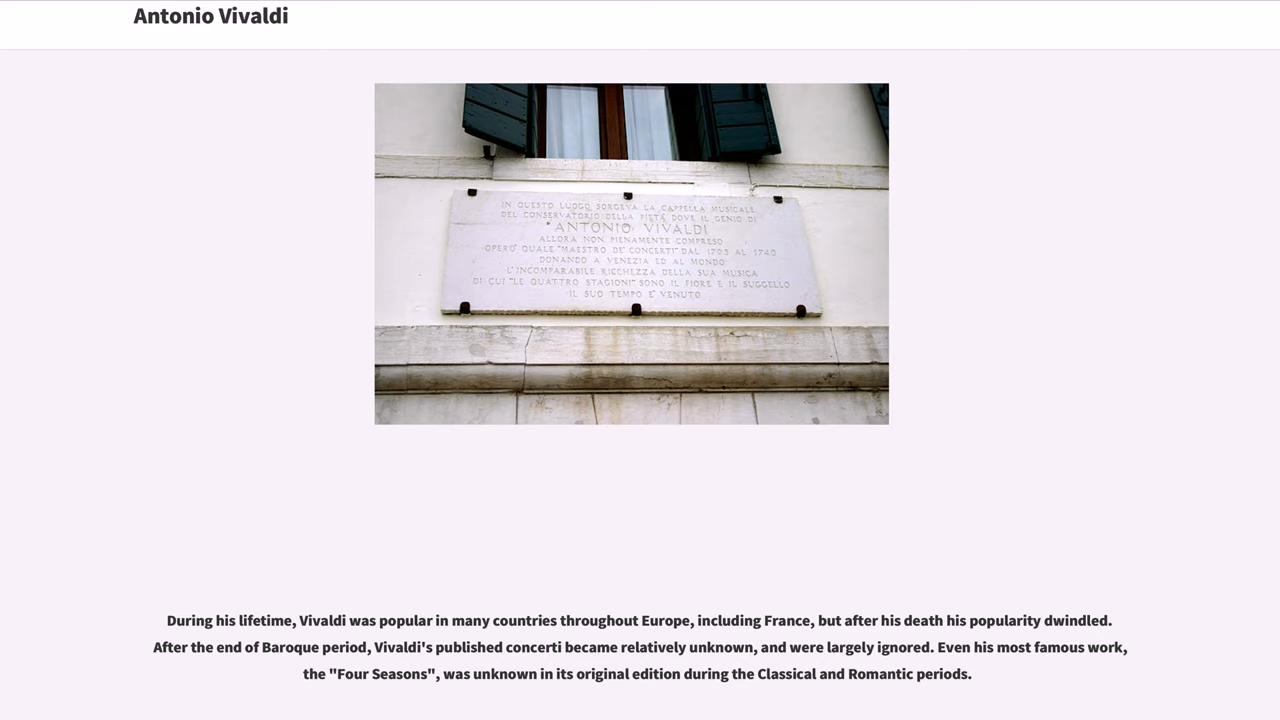 Antonio Vivaldi
IN QUESTO LUOGO SORGEVA LA CAPPELLA MUSICALE
DEL CONSERVATORIO DELLA PIETÀ DOVE IL GENIO DI
ANTONIO VIVALDI
ALLORA NON PIENAMENTE COMPRESO
OPERÒ QUALE "MAESTRO DE' CONCERTI" DAL 1703 AL 1740
DONANDO A VENEZIA ED AL MONDO
L'INCOMPARABILE RICCHEZZA DELLA SUA MUSICA
DI CUI "LE QUATTRO STAGIONI" SONO IL FIORE E IL SUGGELLO
IL SUO TEMPO E' VENUTO
During his lifetime, Vivaldi was popular in many countries throughout Europe, including France, but after his death his popularity dwindled.
After the end of Baroque period, Vivaldi's published concerti became relatively unknown, and were largely ignored. Even his most famous work,
the "Four Seasons", was unknown in its original edition during the Classical and Romantic periods.